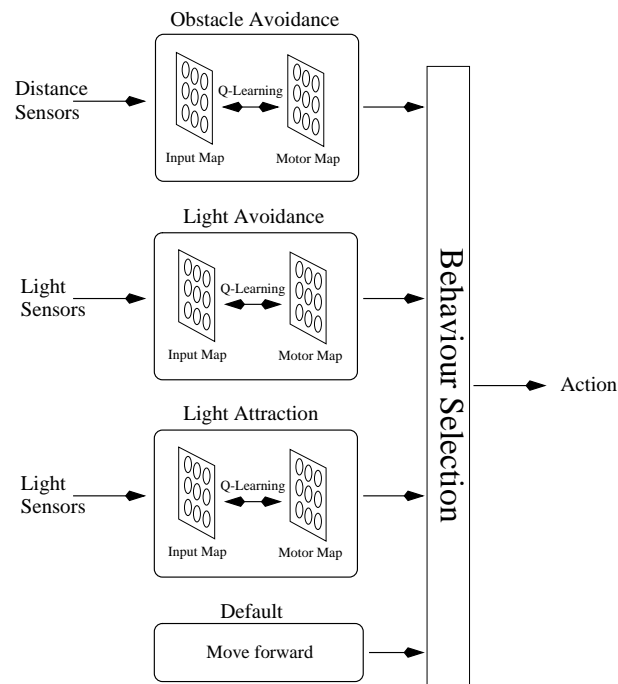 Obstacle Avoidance
Distance
Sensors
Q-Learning
Input Map
Motor Map
Light Avoidance
Light
Sensors
Q-Learning
Input Map
Motor Map
Light Attraction
Light
Sensors
Q-Learning
Input Map
Motor Map
Default
Move forward
Behaviour Selection
Action